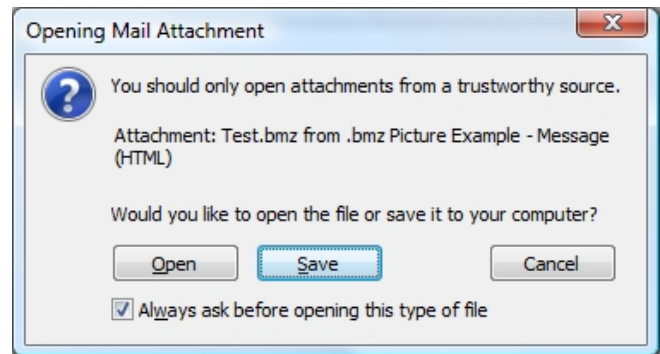 Opening Mail Attachment
You should only open attachments from a trustworthy source.
Attachment: Test.bmz from .bmz Picture Example - Message
(HTML)
Would you like to open the file or save it to your computer?
Open Save Cancel
Always ask before opening this type of file